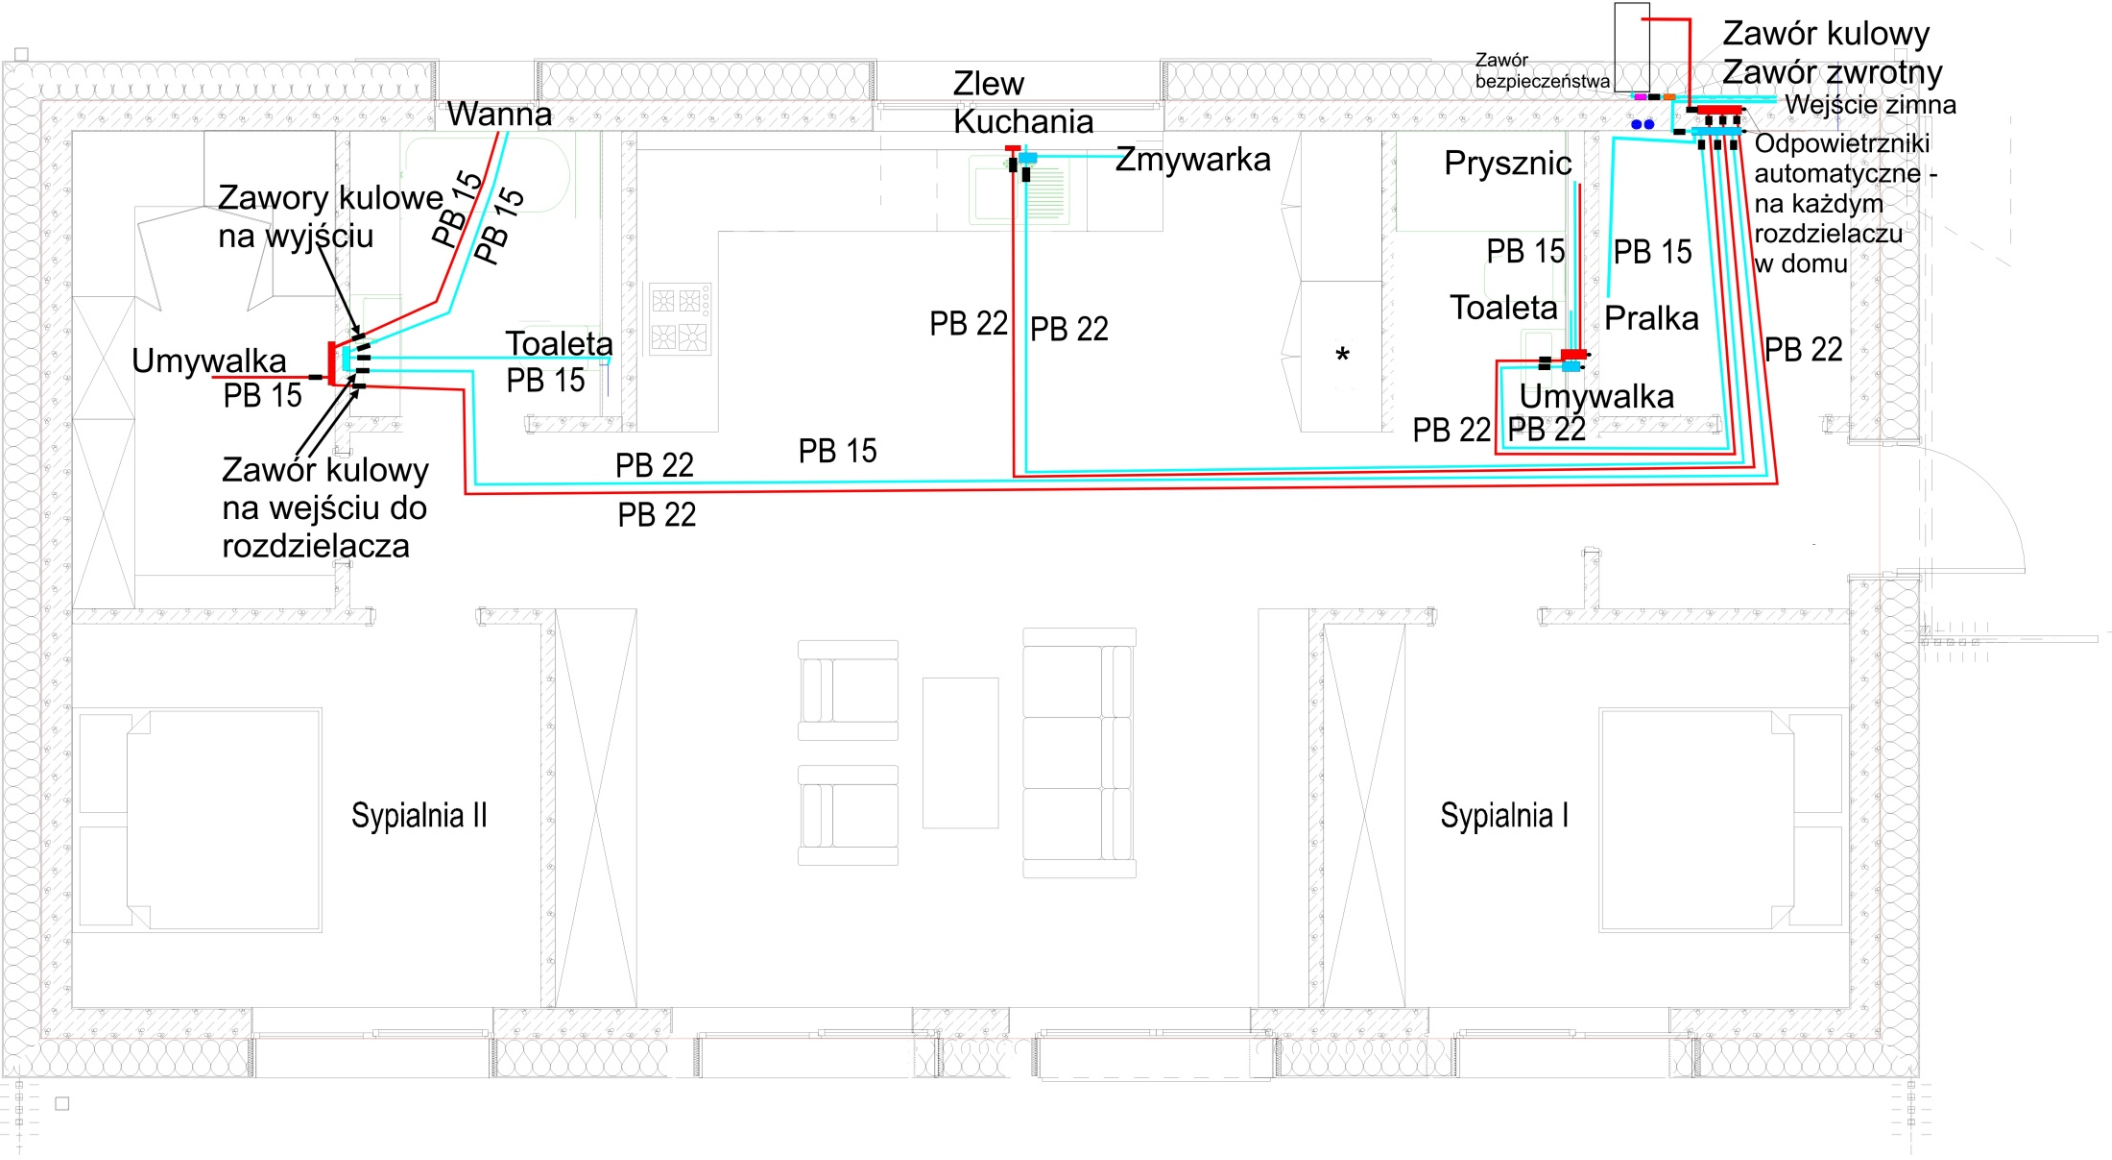 Zawór kulowy
Zawór
bezpieczeństwa
Zawór zwrotny
Wejście zimna
Zlew
Kuchania
Wanna
Zmywarka
Prysznic
Odpowietrzniki
automatyczne -
na każdym
rozdzielaczu
w domu
Zawory kulowe
na wyjściu
PB 15
PB 15
PB 15
PB 15
Toaleta
Pralka
PB 22
PB 22
PB 22
Umywalka
PB 15
Toaleta
PB 15
*
Umywalka
PB 22
PB 22
PB 15
PB 22
PB 22
Zawór kulowy
na wejściu do
rozdzielacza
Sypialnia II
Sypialnia I